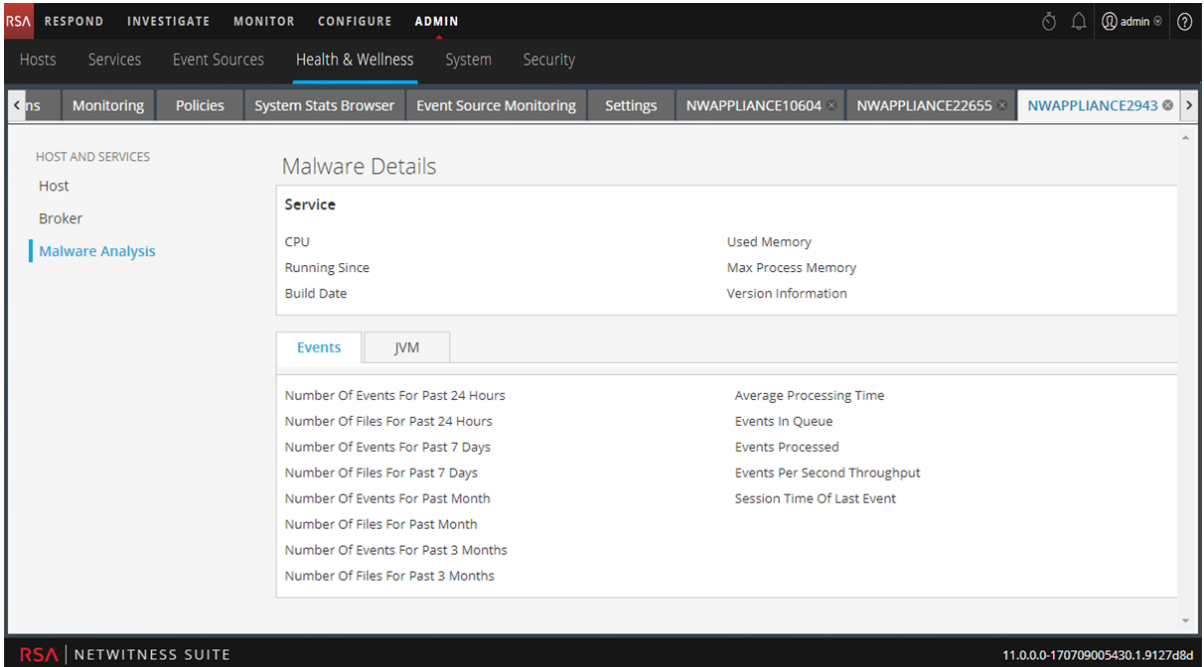 RSA RESPOND INVESTIGATE MONITOR CONFIGURE ADMIN admin
Hosts Services Event Sources Health & Wellness System Security
ns Monitoring Policies System Stats Browser Event Source Monitoring Settings NWAPPLIANCE10604 NWAPPLIANCE22655 NWAPPLIANCE2943
HOST AND SERVICES
Host
Broker
Malware Analysis
Malware Details
Service
CPU Used Memory
Running Since Max Process Memory
Build Date Version Information
Events JVM
Number Of Events For Past 24 Hours Average Processing Time
Number Of Files For Past 24 Hours Events In Queue
Number Of Events For Past 7 Days Events Processed
Number Of Files For Past 7 Days Events Per Second Throughput
Number Of Events For Past Month Session Time Of Last Event
Number Of Files For Past Month
Number Of Events For Past 3 Months
Number Of Files For Past 3 Months
RSA NETWITNESS SUITE 11.0.0.0-170709005430.1.9127d8d